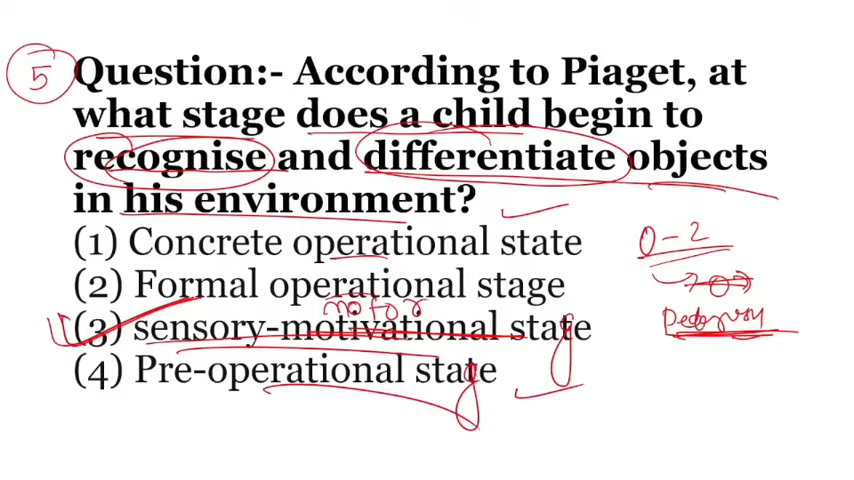 5 Question:- According to Piaget, at
what stage does a child begin to
recognise and differentiate objects
in his environment?
(1) Concrete operational state
0-2
(2) Formal operational stage
motor
(3) sensory-motivational state
g
(4) Pre-operational state
g